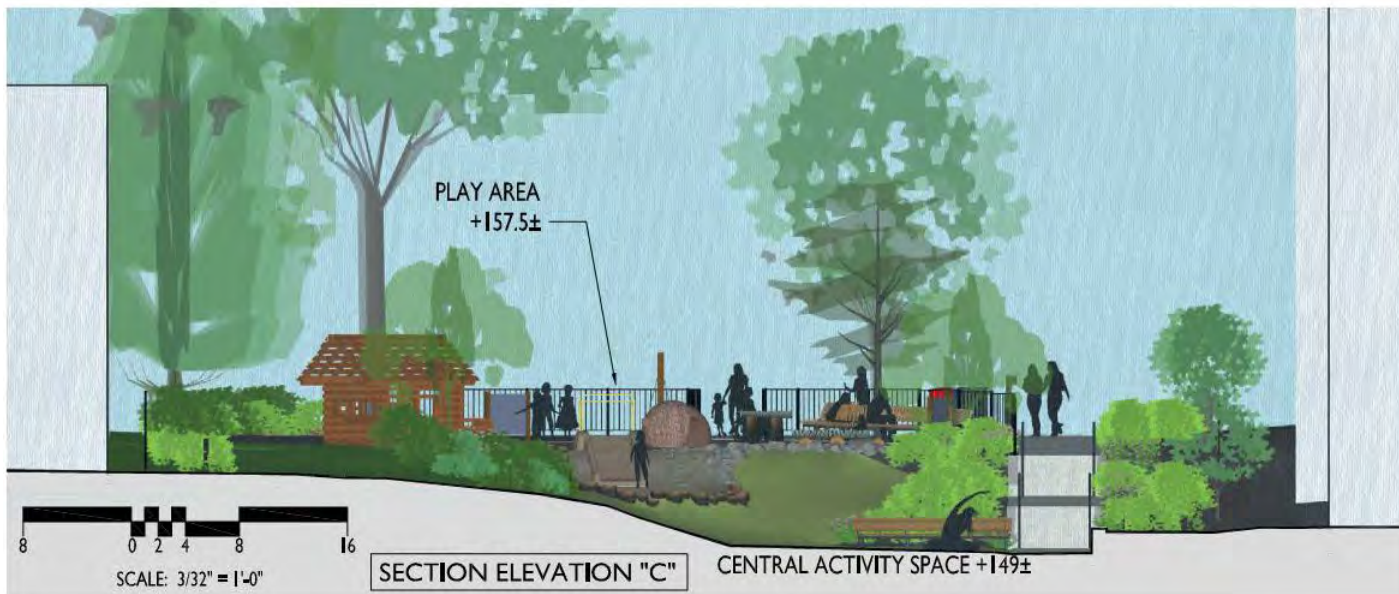 PLAY AREA
+157.5±
8 0 2 4 8 16
SCALE: 3/32" = 1'-0"
SECTION ELEVATION "C"
CENTRAL ACTIVITY SPACE +149±